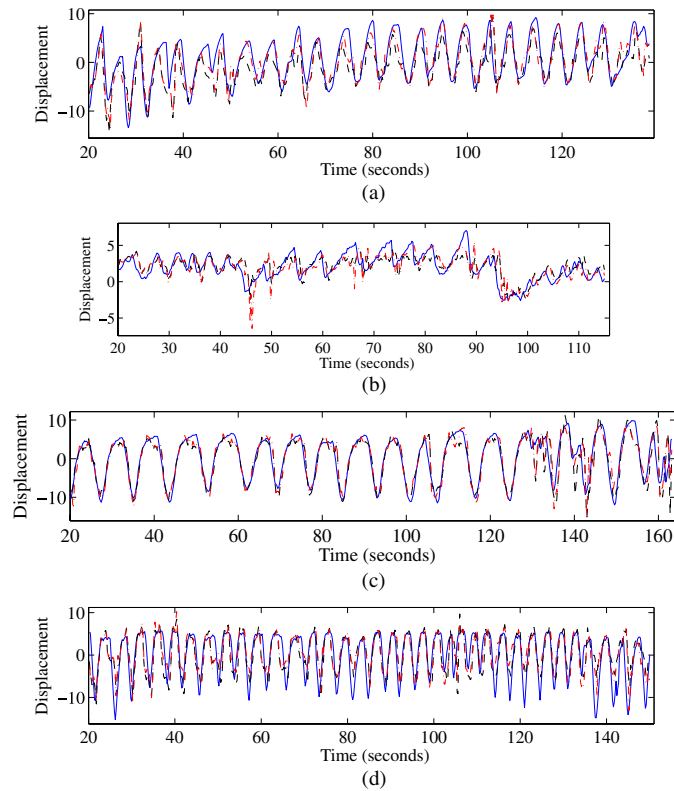 10
0
−10
Displacement
20 40 60 80 100 120
Time (seconds)
(a)
5
0
−5
Displacement
20 30 40 50 60 70 80 90 100 110
Time (seconds)
(b)
10
0
−10
Displacement
20 40 60 80 100 120 140 160
Time (seconds)
(c)
10
0
−10
Displacement
20 40 60 80 100 120 140
Time (seconds)
(d)